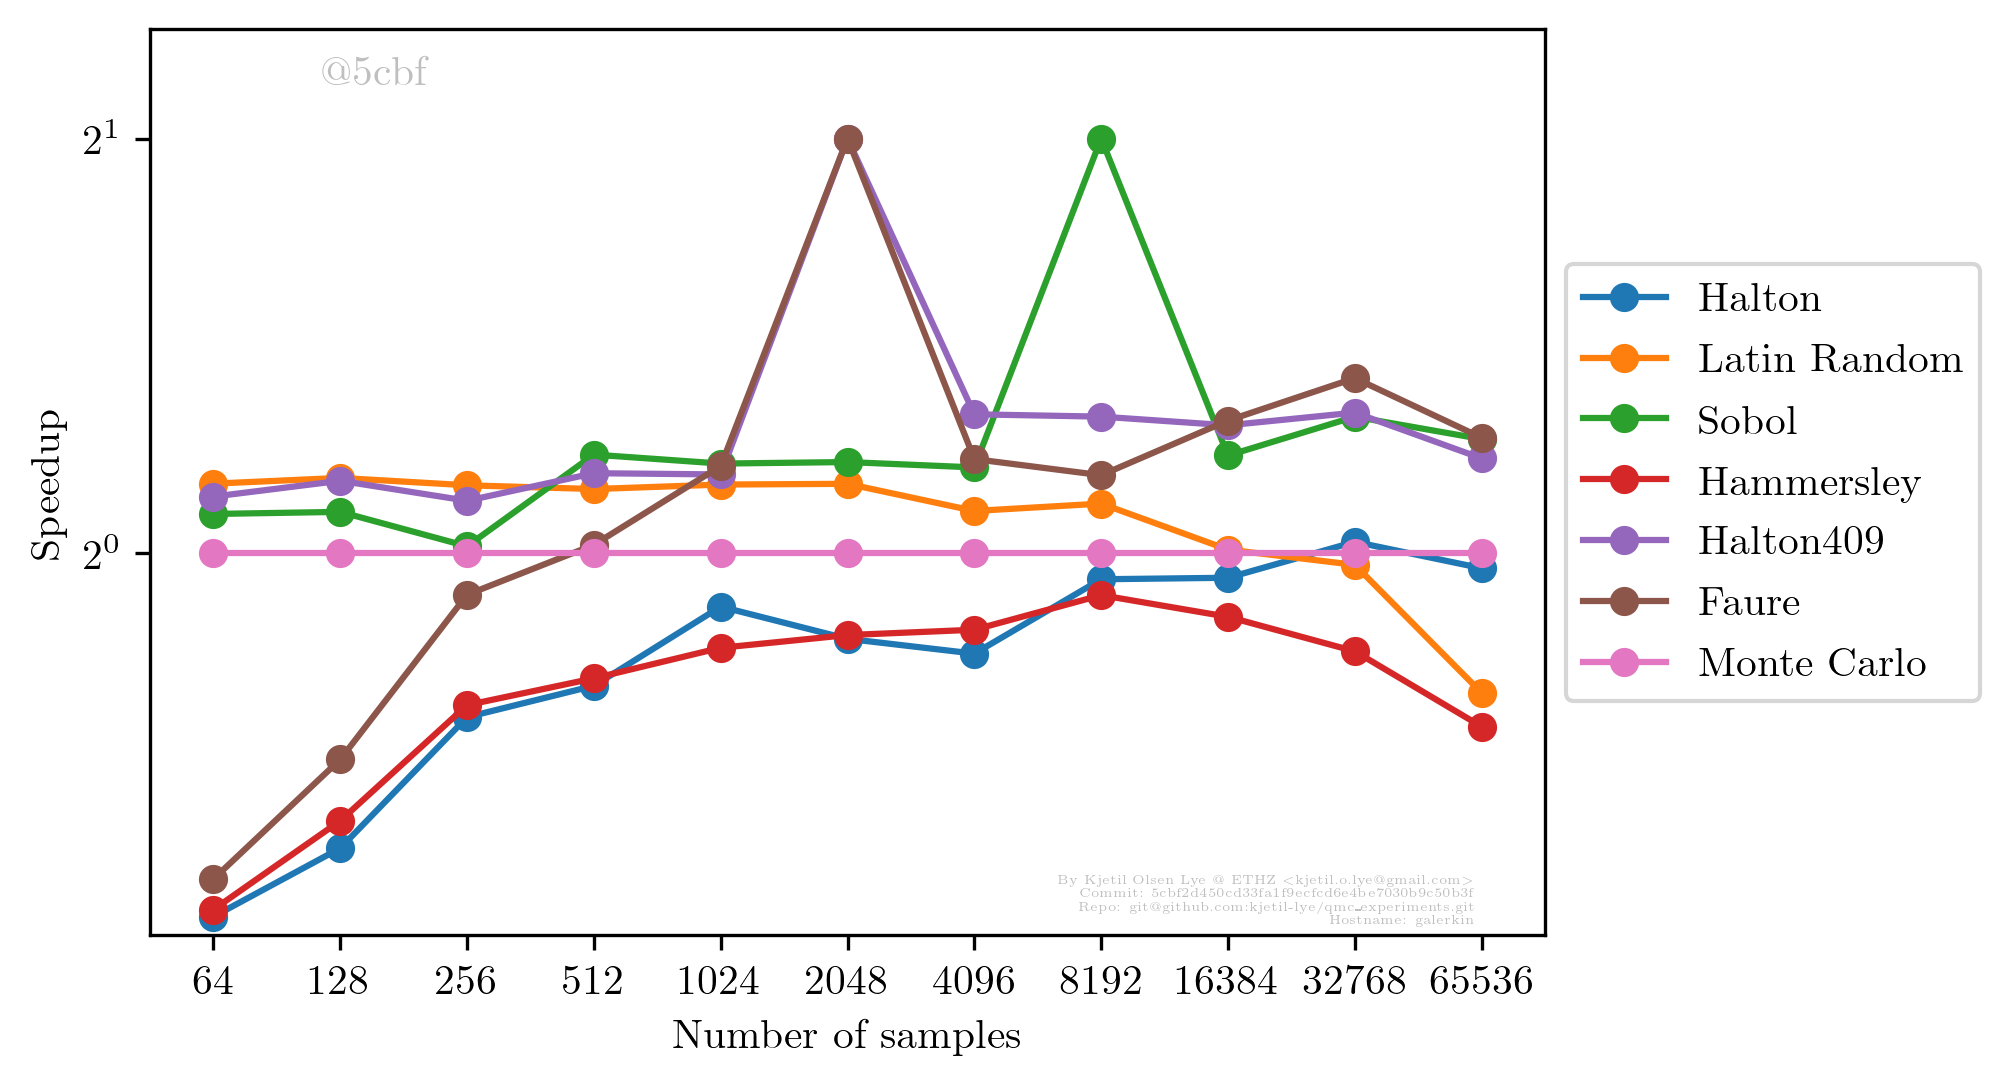 @5cbf
2^1
2^0
Speedup
64 128 256 512 1024 2048 4096 8192 16384 32768 65536
Number of samples
Halton
Latin Random
Sobol
Hammersley
Halton409
Faure
Monte Carlo
By Kjetil Olsen Lye @ ETHZ <kjetil.o.lye@gmail.com>
Commit: 5cbf2d450cd33fa1f9ecfcd6e4be7030b9c50b3f
Repo: git@github.com:kjetil-lye/qmc_experiments.git
Hostname: galerkin